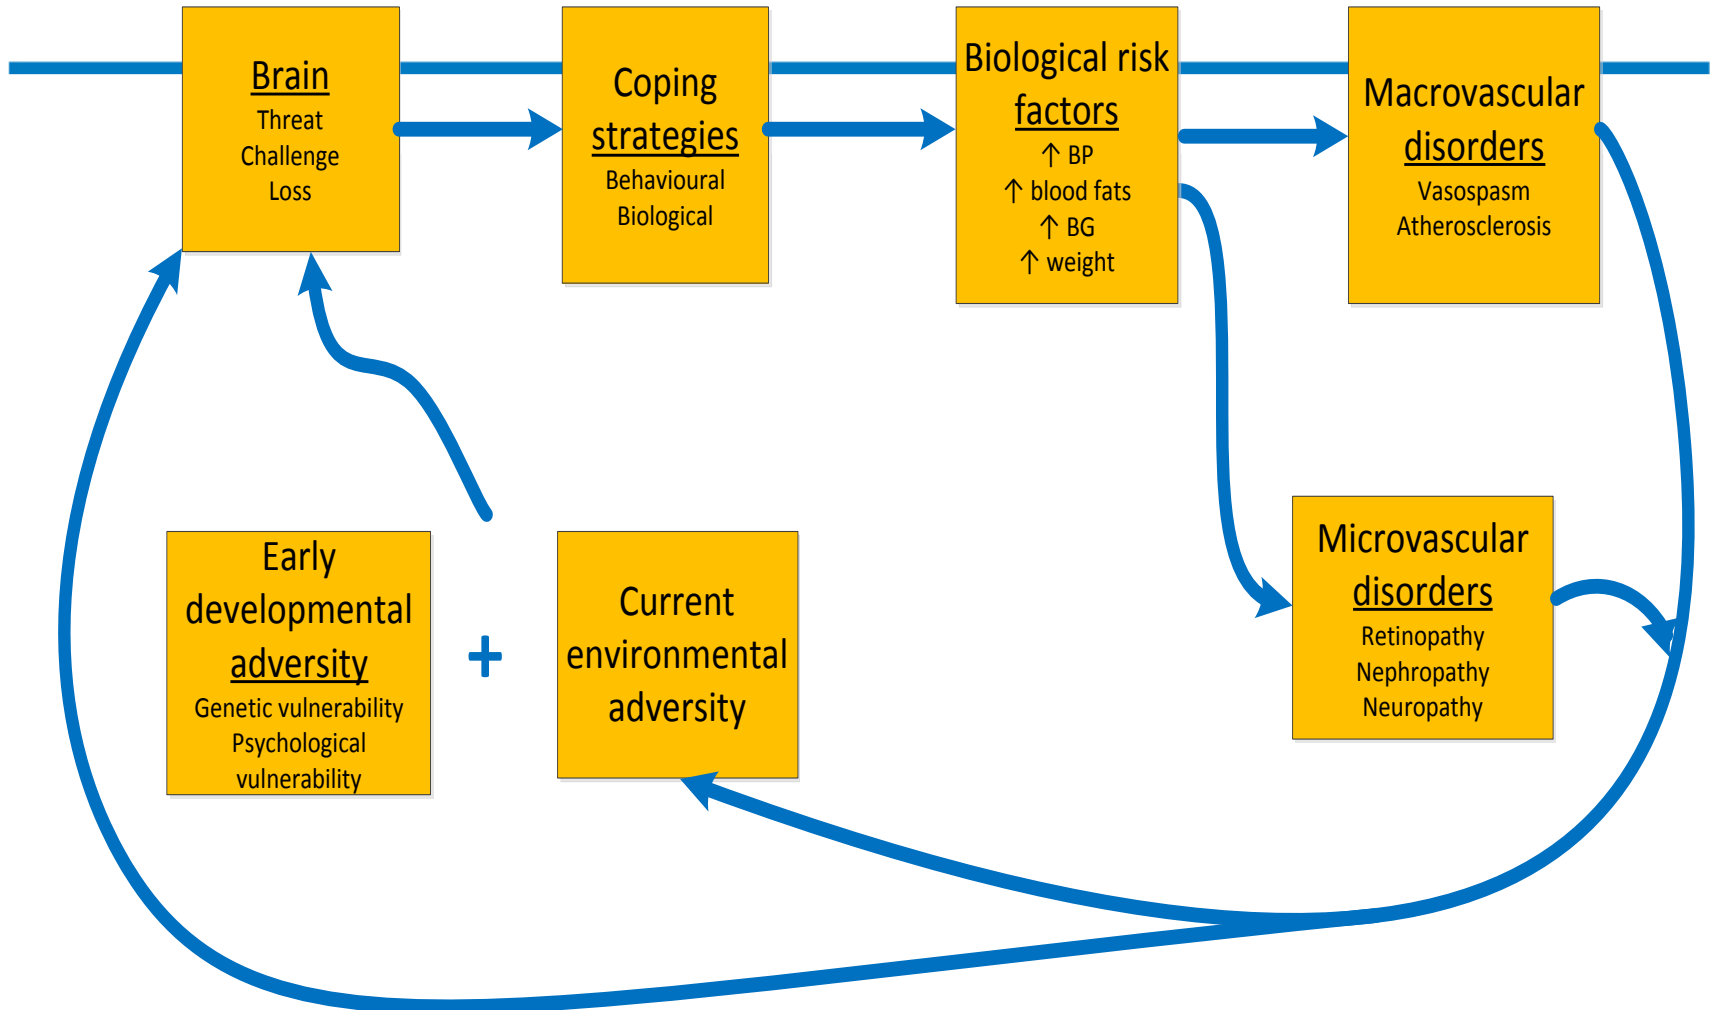 Brain
Threat
Challenge
Loss
Coping
strategies
Behavioural
Biological
Biological risk
factors
↑ BP
↑ blood fats
↑ BG
↑ weight
Macrovascular
disorders
Vasospasm
Atherosclerosis
Early
developmental
adversity
Genetic vulnerability
Psychological
vulnerability
+
Current
environmental
adversity
Microvascular
disorders
Retinopathy
Nephropathy
Neuropathy